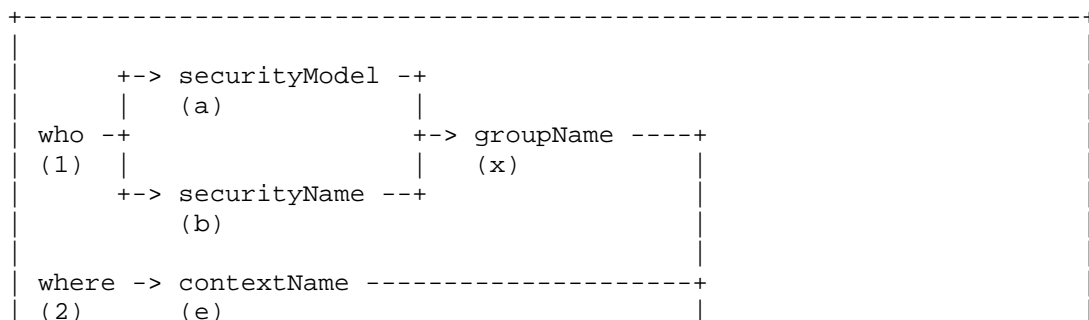 +--------------------------------------------------------------------+
|                                                                    |
|      +-> securityModel -+                                          |
|      |   (a)            |                                          |
| who -+                  +-> groupName ----+                        |
| (1)  |                  |   (x)           |                        |
|      +-> securityName --+                 |                        |
|          (b)                              |                        |
|                                           |                        |
| where -> contextName ---------------------+                        |
| (2)      (e)                              |                        |